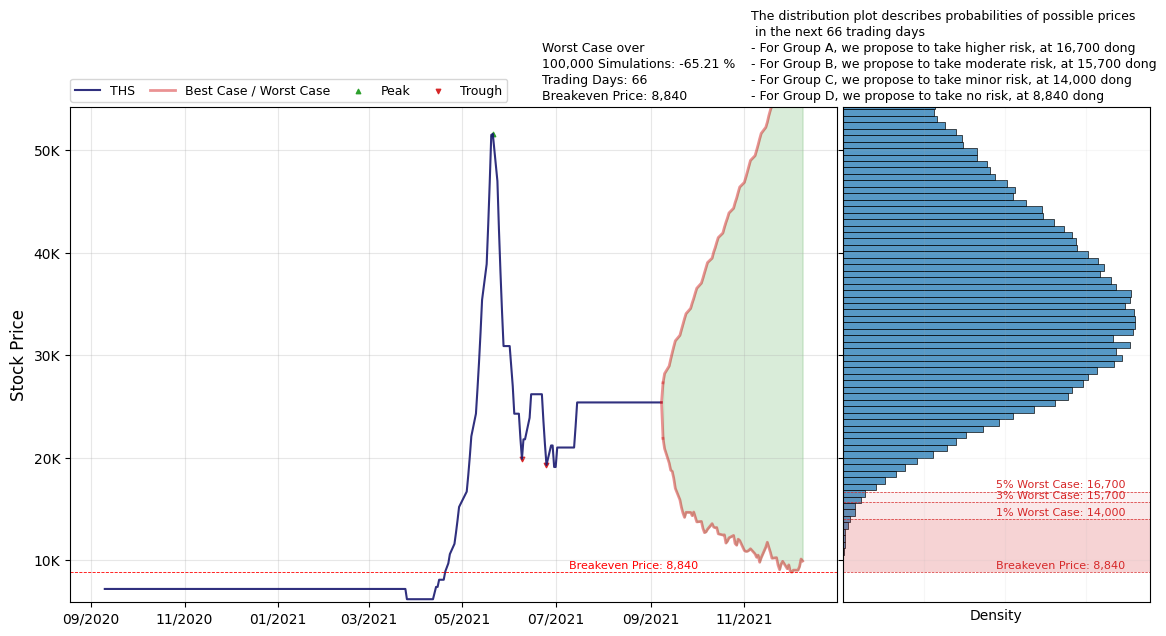 The distribution plot describes probabilities of possible prices
in the next 66 trading days
- For Group A, we propose to take higher risk, at 16,700 dong
- For Group B, we propose to take moderate risk, at 15,700 dong
- For Group C, we propose to take minor risk, at 14,000 dong
- For Group D, we propose to take no risk, at 8,840 dong
Worst Case over
100,000 Simulations: -65.21 %
Trading Days: 66
Breakeven Price: 8,840
THS
Best Case / Worst Case
Peak
Trough
Stock Price
50K
40K
30K
20K
10K
Breakeven Price: 8,840
09/2020
11/2020
01/2021
03/2021
05/2021
07/2021
09/2021
11/2021
5% Worst Case: 16,700
3% Worst Case: 15,700
1% Worst Case: 14,000
Breakeven Price: 8,840
Density